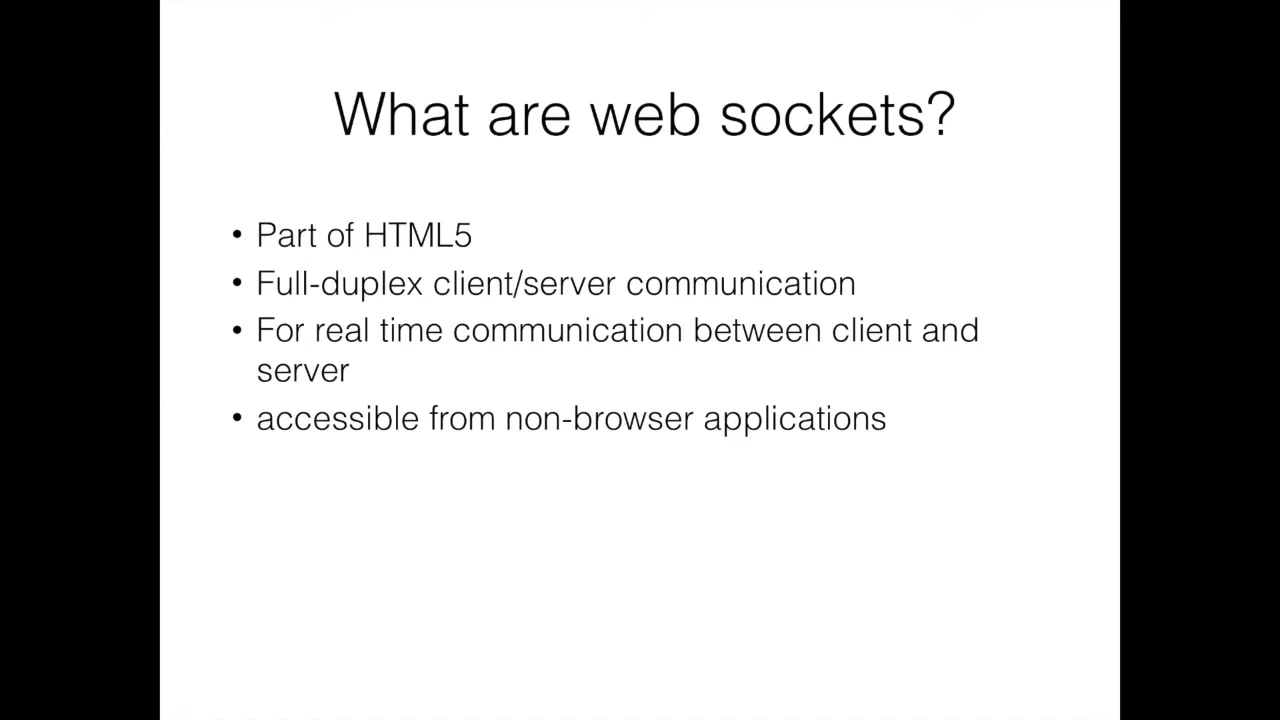 What are web sockets?
• Part of HTML5
• Full-duplex client/server communication
• For real time communication between client and
server
• accessible from non-browser applications